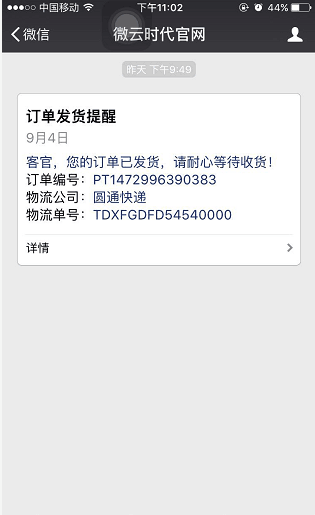 中国移动 下午11:02 44%
微信 微云时代官网
昨天 下午9:49
订单发货提醒
9月4日
客官，您的订单已发货，请耐心等待收货！
订单编号：PT1472996390383
物流公司：圆通快递
物流单号：TDXFGDFD54540000
详情